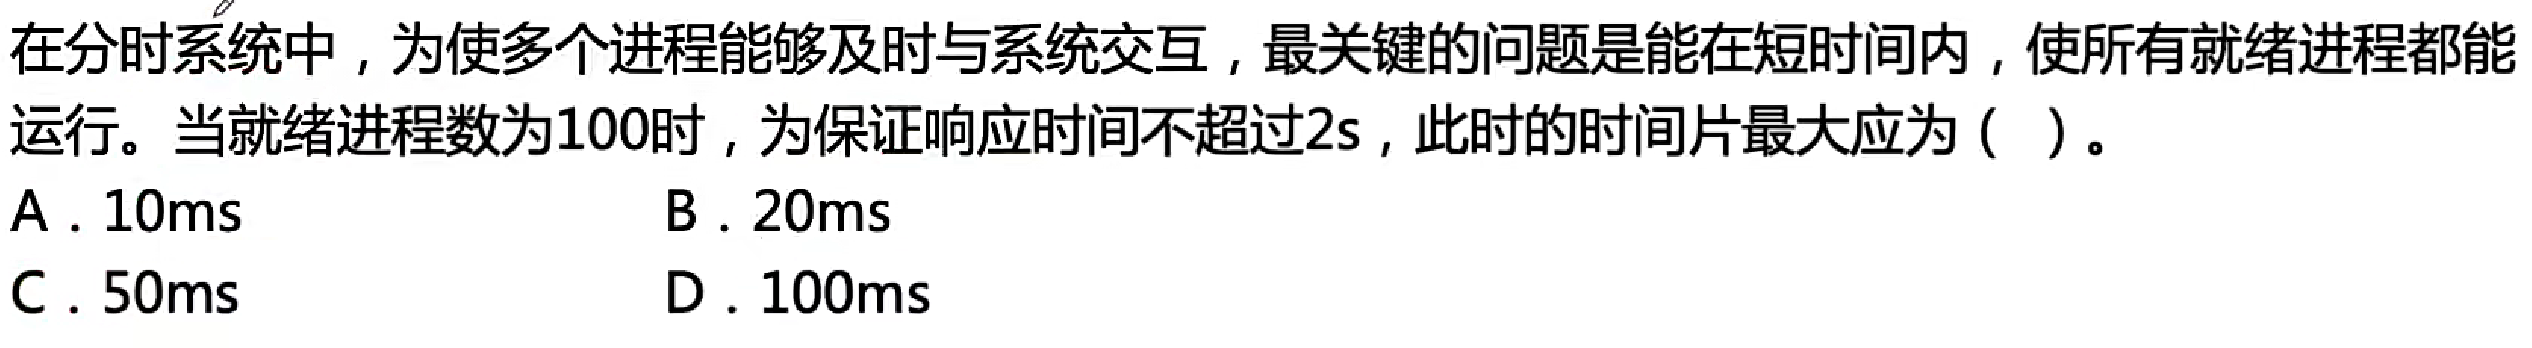 在分时系统中，为使多个进程能够及时与系统交互，最关键的问题是能在短时间内，使所有就绪进程都能
运行。当就绪进程数为100时，为保证响应时间不超过2s，此时的时间片最大应为（ ）。
A．10ms B．20ms
C．50ms D．100ms